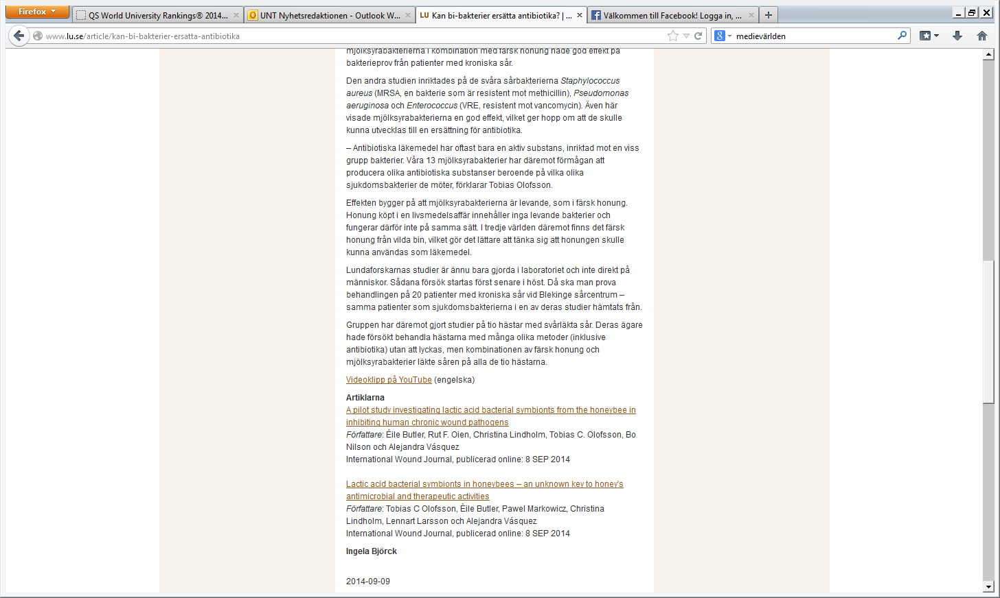 Firefox
QS World University Rankings® 2014...
UNT Nyhetsredaktionen - Outlook W...
LU Kan bi-bakterier ersätta antibiotika? | ...
Välkommen till Facebook! Logga in, ...
www.lu.se/article/kan-bi-bakterier-ersatta-antibiotika
medievärlden
mjölksyrabakterierna i kombination med färsk honung hade god effekt på
bakterieprov från patienter med kroniska sår.
Den andra studien inriktades på de svåra sårbakterierna Staphylococcus
aureus (MRSA, en bakterie som är resistent mot methicillin), Pseudomonas
aeruginosa och Enterococcus (VRE, resistent mot vancomycin). Även här
visade mjölksyrabakterierna en god effekt, vilket ger hopp om att de skulle
kunna utvecklas till en ersättning för antibiotika.
– Antibiotiska läkemedel har oftast bara en aktiv substans, inriktad mot en viss
grupp bakterier. Våra 13 mjölksyrabakterier har däremot förmågan att
producera olika antibiotiska substanser beroende på vilka olika
sjukdomsbakterier de möter, förklarar Tobias Olofsson.
Effekten bygger på att mjölksyrabakterierna är levande, som i färsk honung.
Honung köpt i en livsmedelsaffär innehåller inga levande bakterier och
fungerar därför inte på samma sätt. I tredje världen däremot finns det färsk
honung från vilda bin, vilket gör det lättare att tänka sig att honungen skulle
kunna användas som läkemedel.
Lundaforskarnas studier är ännu bara gjorda i laboratoriet och inte direkt på
människor. Sådana försök startas först senare i höst. Då ska man prova
behandlingen på 20 patienter med kroniska sår vid Blekinge sårcentrum –
samma patienter som sjukdomsbakterierna i en av deras studier hämtats från.
Gruppen har däremot gjort studier på tio hästar med svårläkta sår. Deras ägare
hade försökt behandla hästarna med många olika metoder (inklusive
antibiotika) utan att lyckas, men kombinationen av färsk honung och
mjölksyrabakterier läkte såren på alla de tio hästarna.
Videoklipp på YouTube (engelska)
Artiklarna
A pilot study investigating lactic acid bacterial symbionts from the honeybee in
inhibiting human chronic wound pathogens
Författare: Éile Butler, Rut F. Oien, Christina Lindholm, Tobias C. Olofsson, Bo
Nilson och Alejandra Vásquez
International Wound Journal, publicerad online: 8 SEP 2014
Lactic acid bacterial symbionts in honeybees – an unknown key to honey's
antimicrobial and therapeutic activities
Författare: Tobias C Olofsson, Èile Butler, Pawel Markowicz, Christina
Lindholm, Lennart Larsson och Alejandra Vásquez
International Wound Journal, publicerad online: 8 SEP 2014
Ingela Björck
2014-09-09